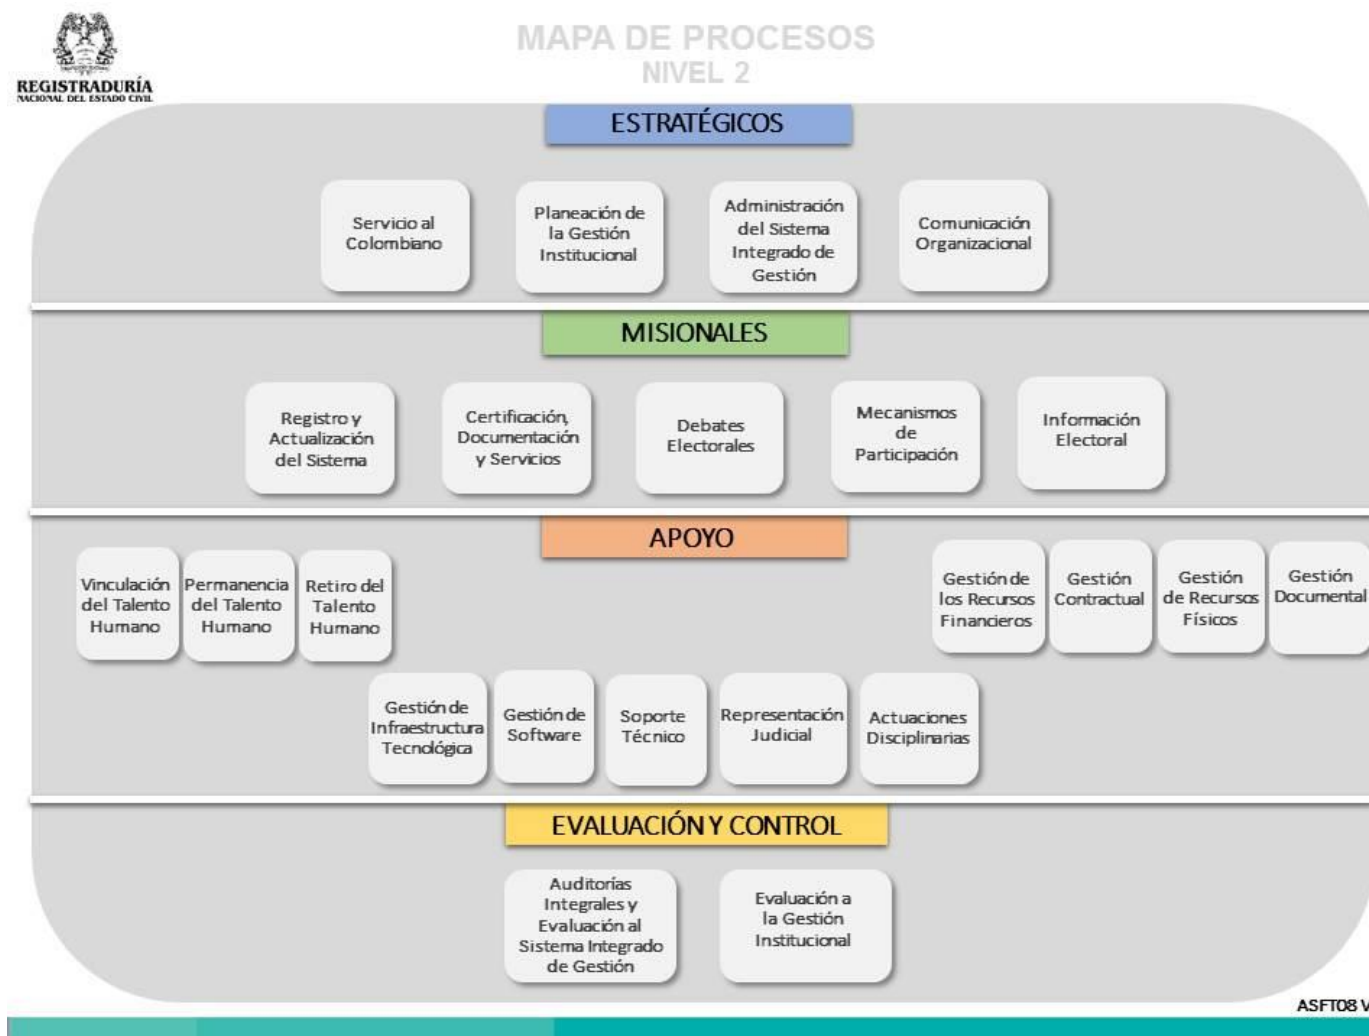 MAPA DE PROCESOS
NIVEL 2
REGISTRADURÍA
NACIONAL DEL ESTADO CIVIL
ESTRATÉGICOS
Servicio al
Colombiano
Planeación de
la Gestión
Institucional
Administración
del Sistema
Integrado de
Gestión
Comunicación
Organizacional
MISIONALES
Registro y
Actualización
del Sistema
Certificación,
Documentación
y Servicios
Debates
Electorales
Mecanismos
de
Participación
Información
Electoral
APOYO
Vinculación
del Talento
Humano
Permanencia
del Talento
Humano
Retiro del
Talento
Humano
Gestión de
los Recursos
Financieros
Gestión
Contractual
Gestión
de Recursos
Físicos
Gestión
Documental
Gestión de
Infraestructura
Tecnológica
Gestión de
Software
Soporte
Técnico
Representación
Judicial
Actuaciones
Disciplinarias
EVALUACIÓN Y CONTROL
Auditorías
Integrales y
Evaluación al
Sistema Integrado
de Gestión
Evaluación a
la Gestión
Institucional
ASFT08 V